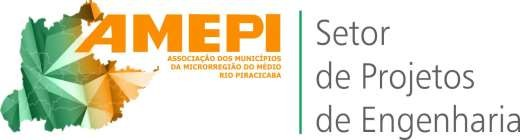 AMEPI
ASSOCIAÇÃO DOS MUNICÍPIOS
DA MICRORREGIÃO DO MÉDIO
RIO PIRACICABA
Setor
de Projetos
de Engenharia